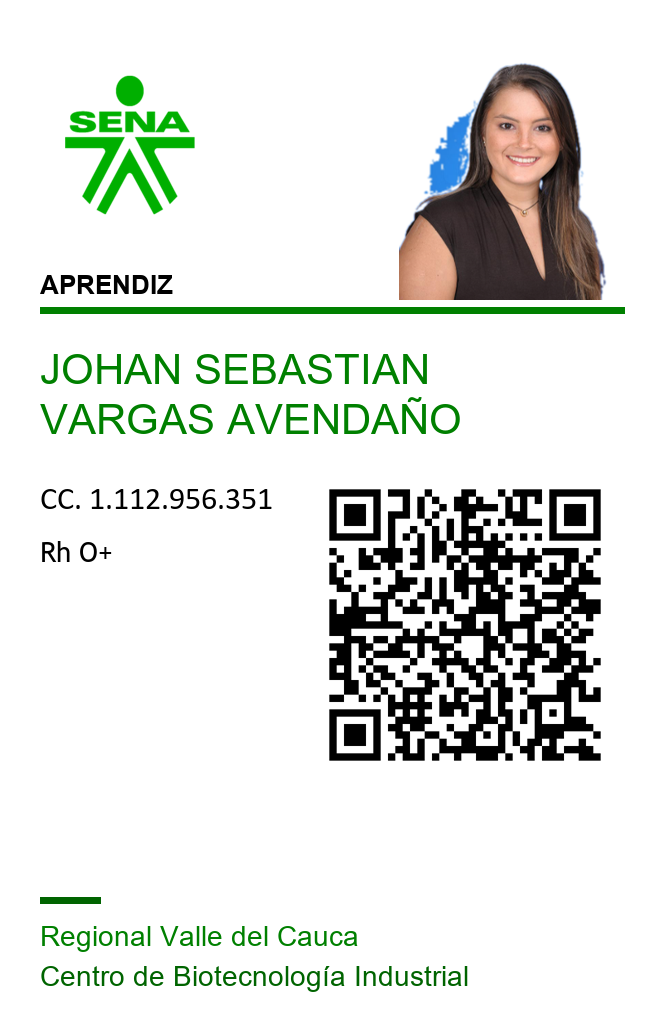 SENA
APRENDIZ
JOHAN SEBASTIAN
VARGAS AVENDAÑO
CC. 1.112.956.351
Rh O+
Regional Valle del Cauca
Centro de Biotecnología Industrial